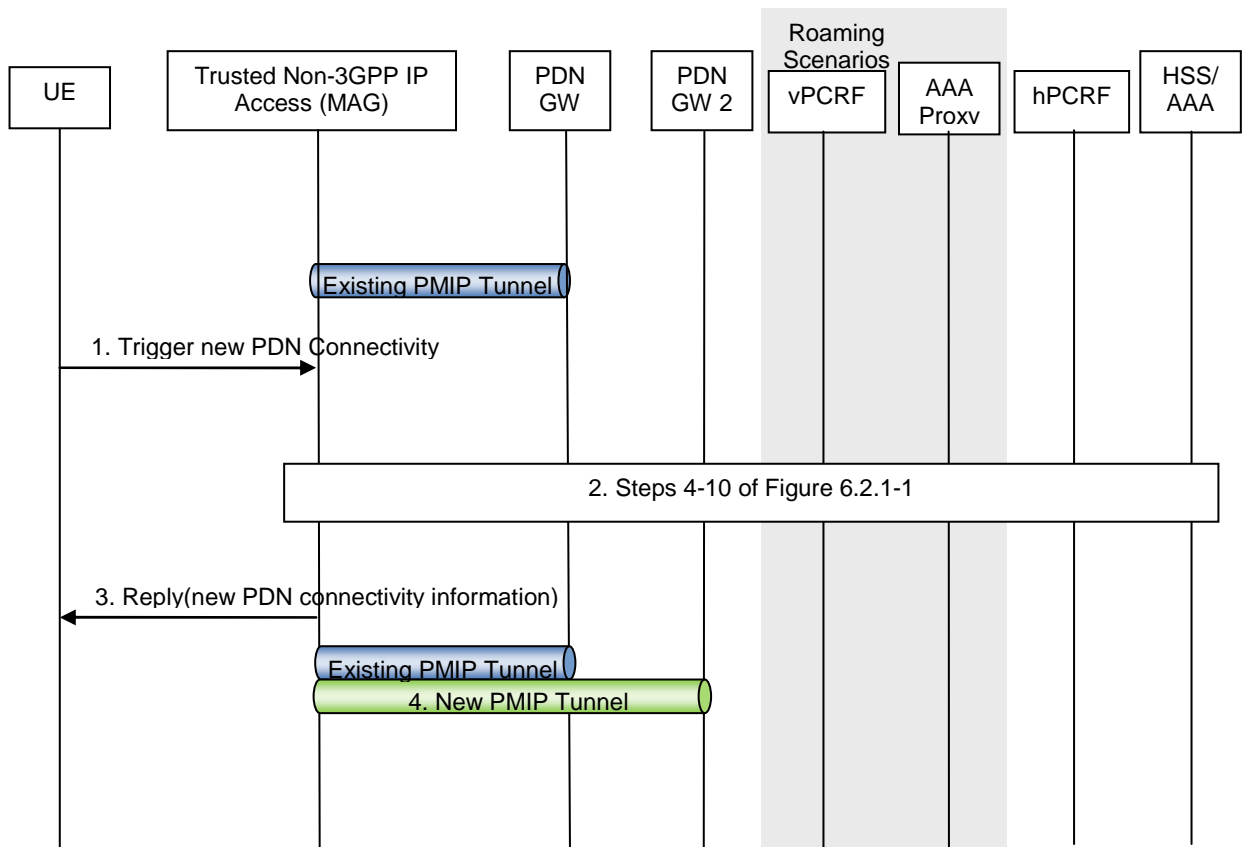 Roaming
Scenarios
UE
Trusted Non-3GPP IP
Access (MAG)
PDN
GW
PDN
GW 2
vPCRF
AAA
Proxy
hPCRF
HSS/
AAA
Existing PMIP Tunnel
1. Trigger new PDN Connectivity
2. Steps 4-10 of Figure 6.2.1-1
3. Reply(new PDN connectivity information)
Existing PMIP Tunnel
4. New PMIP Tunnel